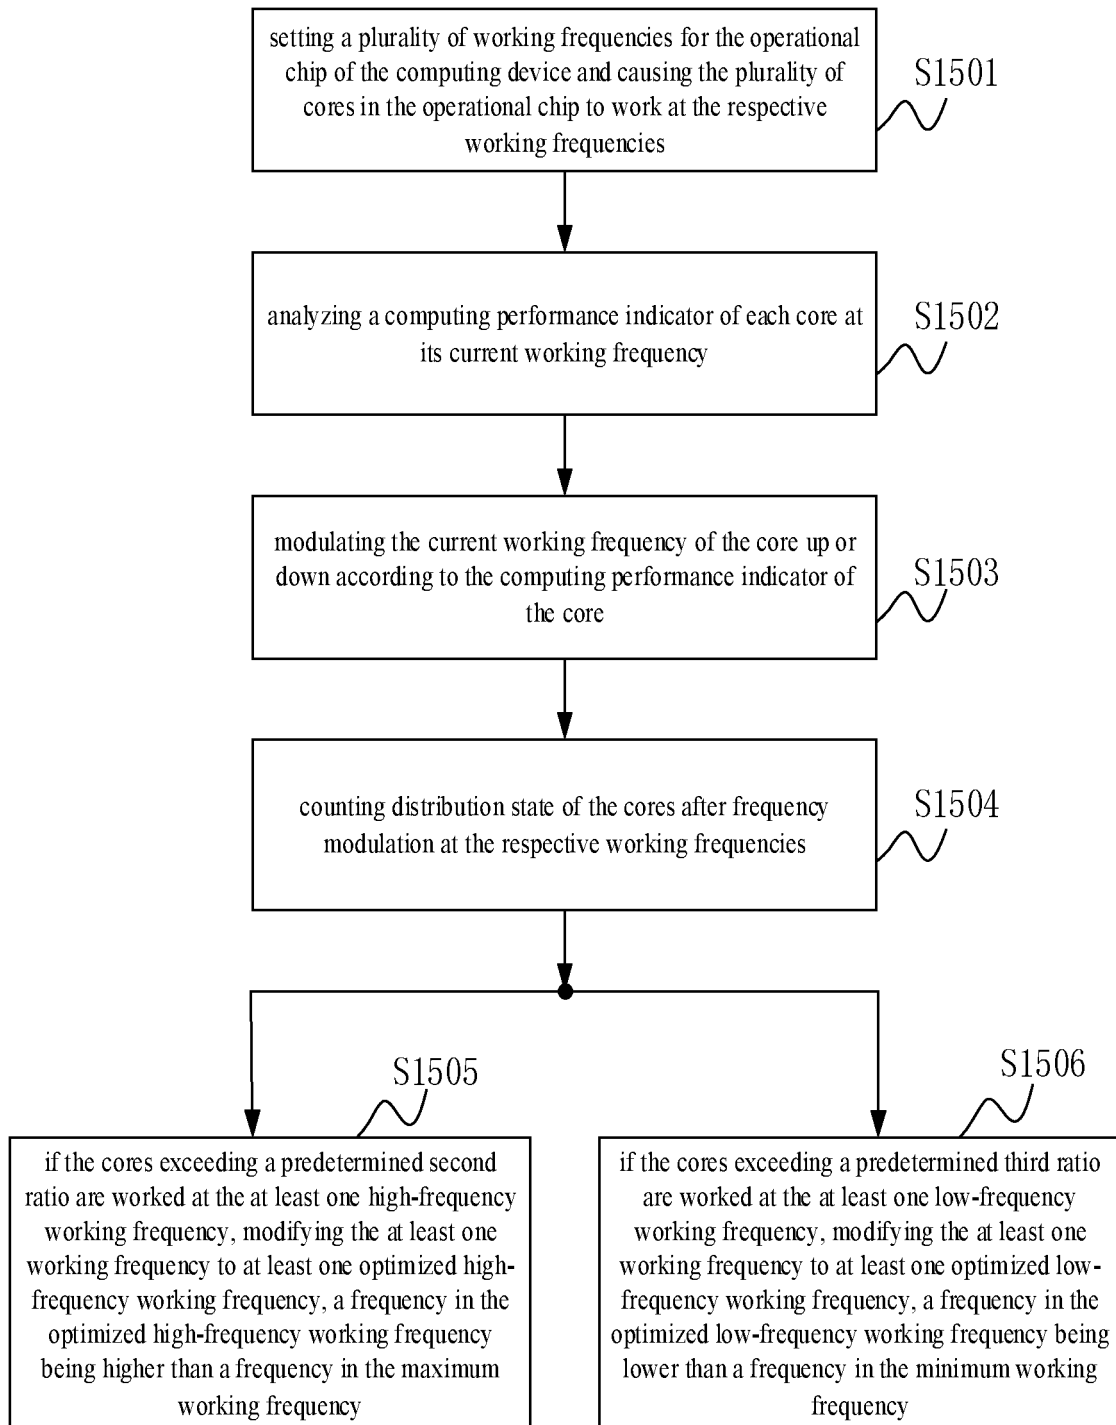 setting a plurality of working frequencies for the operational
chip of the computing device and causing the plurality of
cores in the operational chip to work at the respective
working frequencies
S1501
analyzing a computing performance indicator of each core at
its current working frequency
S1502
modulating the current working frequency of the core up or
down according to the computing performance indicator of
the core
S1503
counting distribution state of the cores after frequency
modulation at the respective working frequencies
S1504
S1505
if the cores exceeding a predetermined second
ratio are worked at the at least one high-frequency
working frequency, modifying the at least one
working frequency to at least one optimized high-
frequency working frequency, a frequency in the
optimized high-frequency working frequency
being higher than a frequency in the maximum
working frequency
S1506
if the cores exceeding a predetermined third ratio
are worked at the at least one low-frequency
working frequency, modifying the at least one
working frequency to at least one optimized low-
frequency working frequency, a frequency in the
optimized low-frequency working frequency being
lower than a frequency in the minimum working
frequency